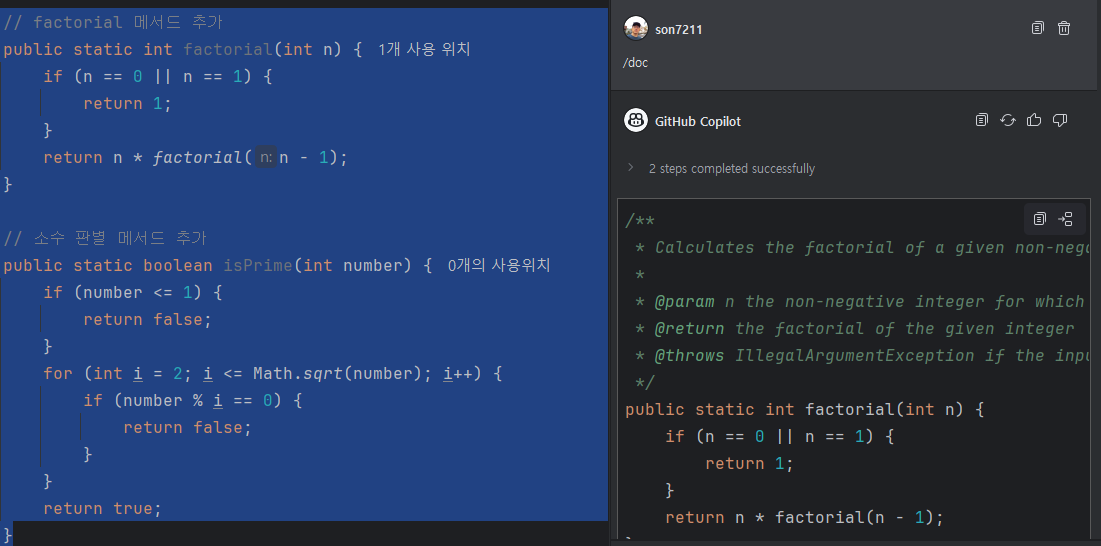 // factorial 메서드 추가
public static int factorial(int n) { 1개 사용 위치
if (n == 0 || n == 1) {
return 1;
}
return n * factorial( n: n - 1);
}
// 소수 판별 메서드 추가
public static boolean isPrime(int number) { 0개의 사용위치
if (number <= 1) {
return false;
}
for (int i = 2; i <= Math.sqrt(number); i++) {
if (number % i == 0) {
return false;
}
}
return true;
}
son7211
/doc
GitHub Copilot
2 steps completed successfully
/**
* Calculates the factorial of a given non-nega
*
* @param n the non-negative integer for which
* @return the factorial of the given integer
* @throws IllegalArgumentException if the inpu
*/
public static int factorial(int n) {
if (n == 0 || n == 1) {
return 1;
}
return n * factorial(n - 1);
}